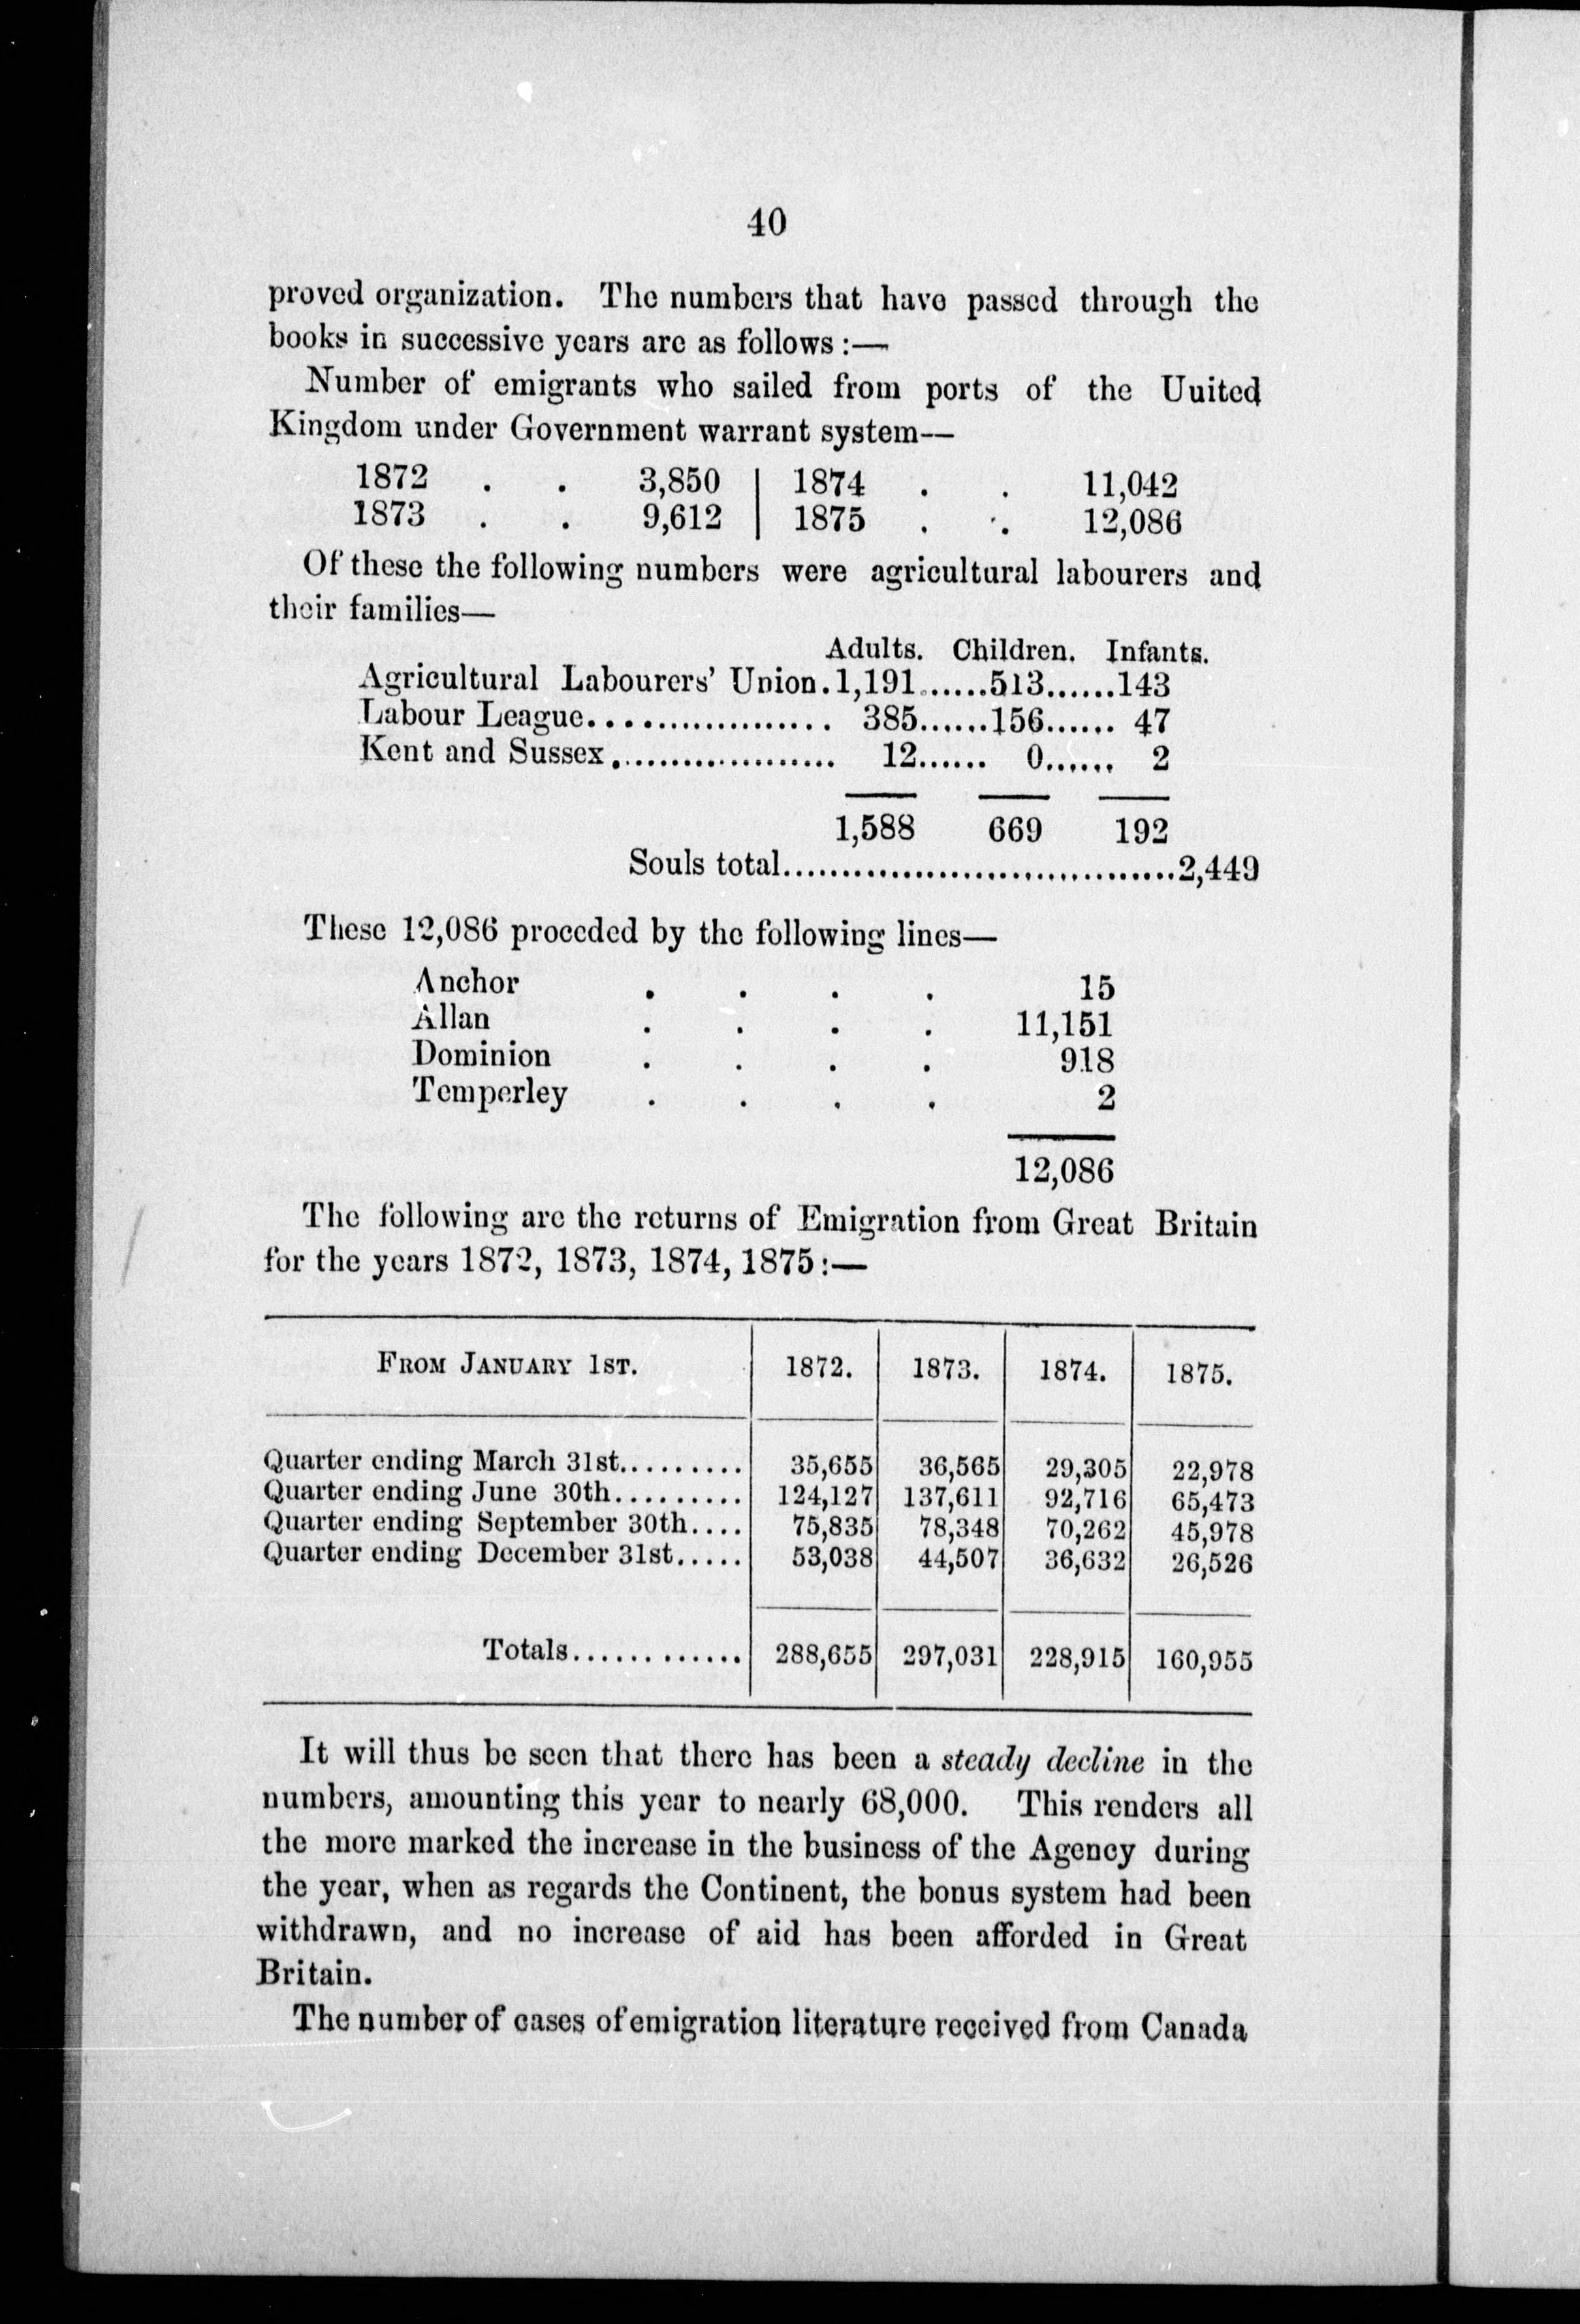 40
proved organization. The numbers that have passed through the
books in successive years are as follows :—
Number of emigrants who sailed from ports of the Uuited
Kingdom under Government warrant system—
1872 . . 3,850 | 1874 . . 11,042
1873 . . 9,612 | 1875 . . 12,086
Of these the following numbers were agricultural labourers and
their families—
Adults. Children. Infants.
Agricultural Labourers' Union.1,191......513......143
Labour League.................. 385......156...... 47
Kent and Sussex.................. 12...... 0...... 2
1,588 669 192
Souls total..................................2,449
These 12,086 proceded by the following lines—
Anchor . . . . 15
Allan . . . . 11,151
Dominion . . . . 918
Temperley . . . . 2
12,086
The following are the returns of Emigration from Great Britain
for the years 1872, 1873, 1874, 1875:—
FROM JANUARY 1ST. 1872. 1873. 1874. 1875.
Quarter ending March 31st......... 35,655 36,565 29,305 22,978
Quarter ending June 30th.......... 124,127 137,611 92,716 65,473
Quarter ending September 30th.... 75,835 78,348 70,262 45,978
Quarter ending December 31st..... 53,038 44,507 36,632 26,526
Totals............. 288,655 297,031 228,915 160,955
It will thus be seen that there has been a steady decline in the
numbers, amounting this year to nearly 68,000. This renders all
the more marked the increase in the business of the Agency during
the year, when as regards the Continent, the bonus system had been
withdrawn, and no increase of aid has been afforded in Great
Britain.
The number of cases of emigration literature received from Canada